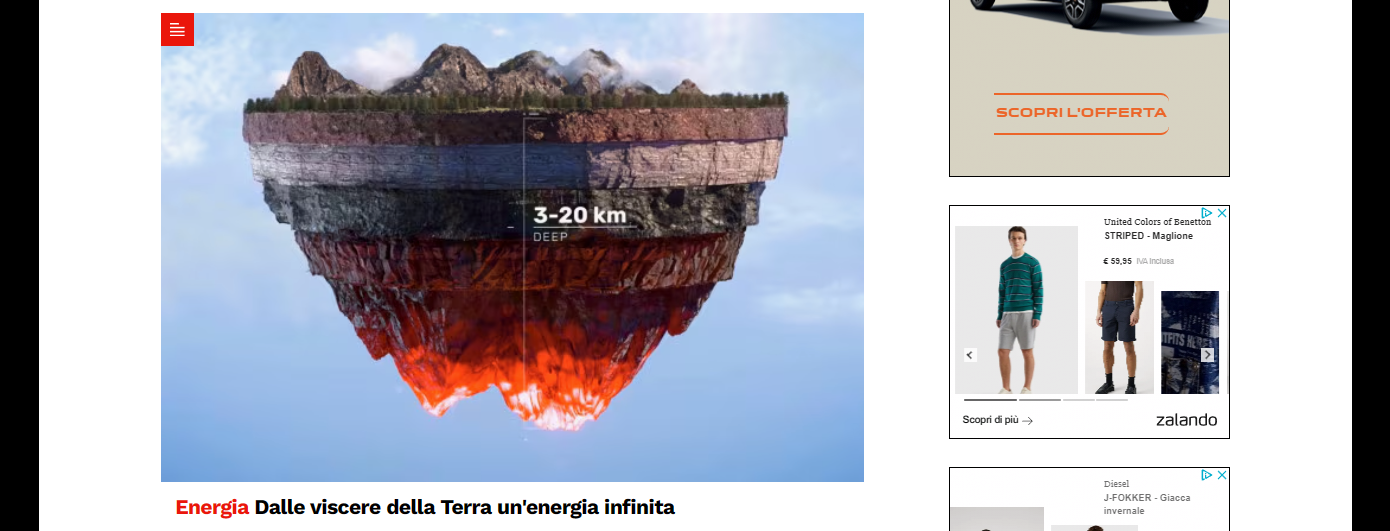 3-20 km
DEEP
Energia Dalle viscere della Terra un'energia infinita
SCOPRI L'OFFERTA
United Colors of Benetton
STRIPED - Maglione
€ 59,95 IVA inclusa
Scopri di più
zalando
Diesel
J-FOKKER - Giacca
invernale